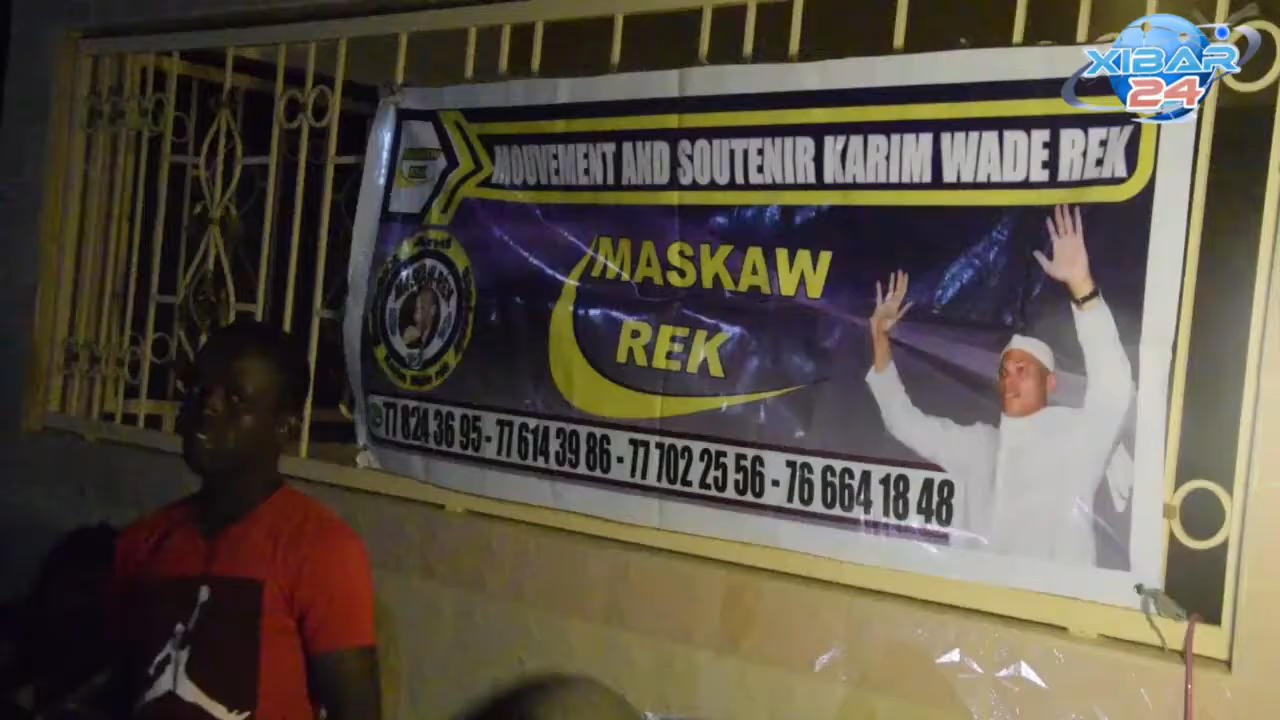 XIBAR
24
MOUVEMENT AND SOUTENIR KARIM WADE REK
MASKAW
REK
77 824 36 95 - 77 614 39 86 - 77 702 25 56 - 76 664 18 48